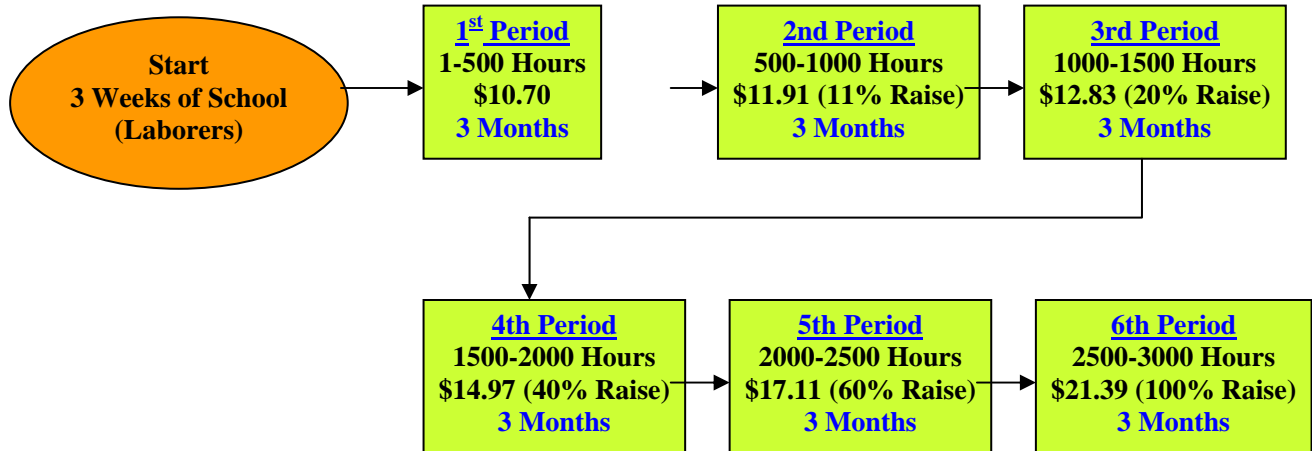 Start
3 Weeks of School
(Laborers)
1st Period
1-500 Hours
$10.70
3 Months
2nd Period
500-1000 Hours
$11.91 (11% Raise)
3 Months
3rd Period
1000-1500 Hours
$12.83 (20% Raise)
3 Months
4th Period
1500-2000 Hours
$14.97 (40% Raise)
3 Months
5th Period
2000-2500 Hours
$17.11 (60% Raise)
3 Months
6th Period
2500-3000 Hours
$21.39 (100% Raise)
3 Months